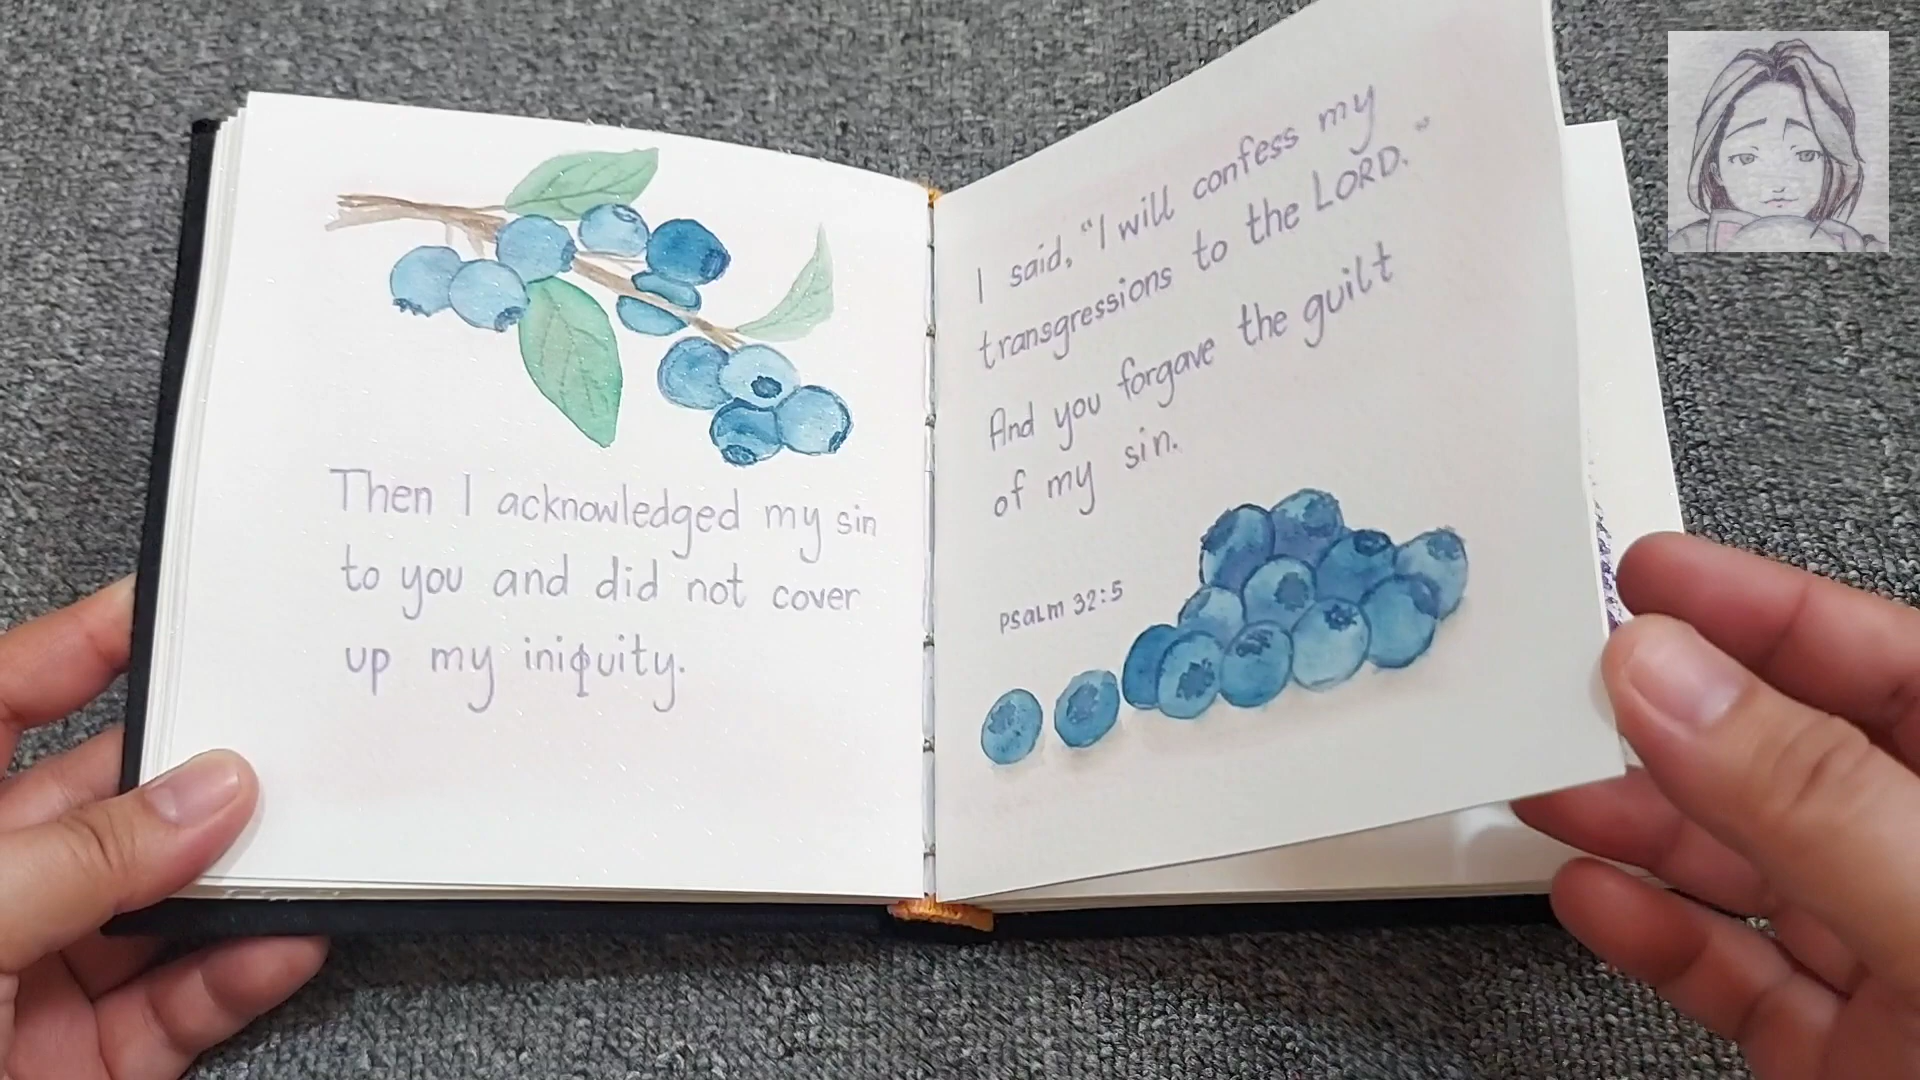 Then I acknowledged my sin
to you and did not cover
up my iniquity.
I said, "I will confess my
transgressions to the LORD."
And you forgave the guilt
of my sin.
PSALM 32:5